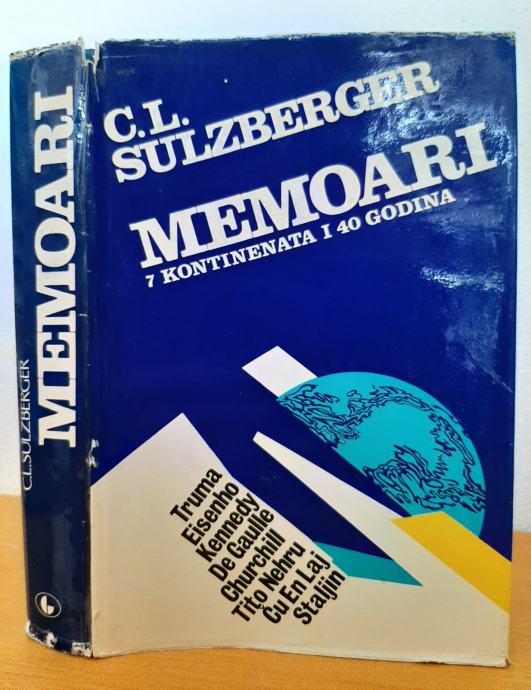 C.L.
SULZBERGER
MEMOARI
7 KONTINENATA I 40 GODINA
Truma
Eisenho
Kennedy
De Gaulle
Churchill
Tito Nehru
Ču En Laj
Staljin
C.L.SULZBERGER
MEMOARI